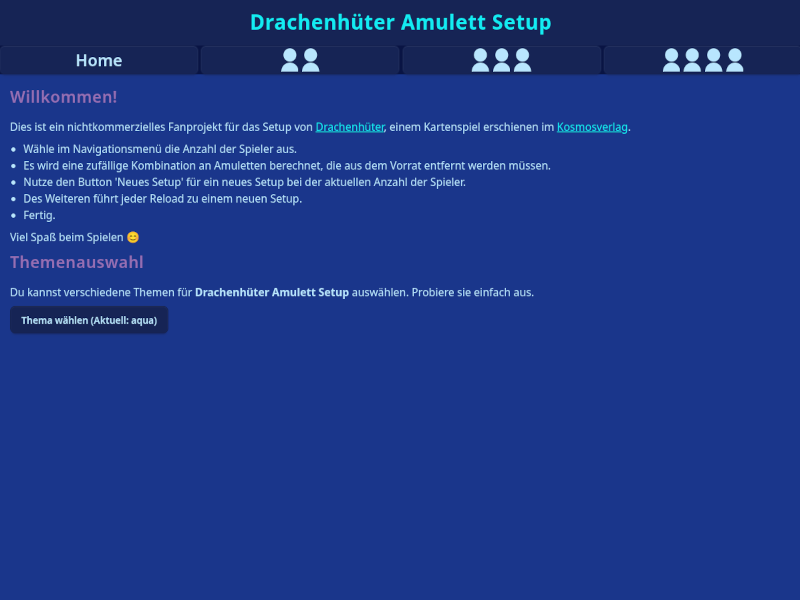 Drachenhüter Amulett Setup
Home
Willkommen!
Dies ist ein nichtkommerzielles Fanprojekt für das Setup von Drachenhüter, einem Kartenspiel erschienen im Kosmosverlag.
Wähle im Navigationsmenü die Anzahl der Spieler aus.
Es wird eine zufällige Kombination an Amuletten berechnet, die aus dem Vorrat entfernt werden müssen.
Nutze den Button 'Neues Setup' für ein neues Setup bei der aktuellen Anzahl der Spieler.
Des Weiteren führt jeder Reload zu einem neuen Setup.
Fertig.
Viel Spaß beim Spielen 😊
Themenauswahl
Du kannst verschiedene Themen für Drachenhüter Amulett Setup auswählen. Probiere sie einfach aus.
Thema wählen (Aktuell: aqua)